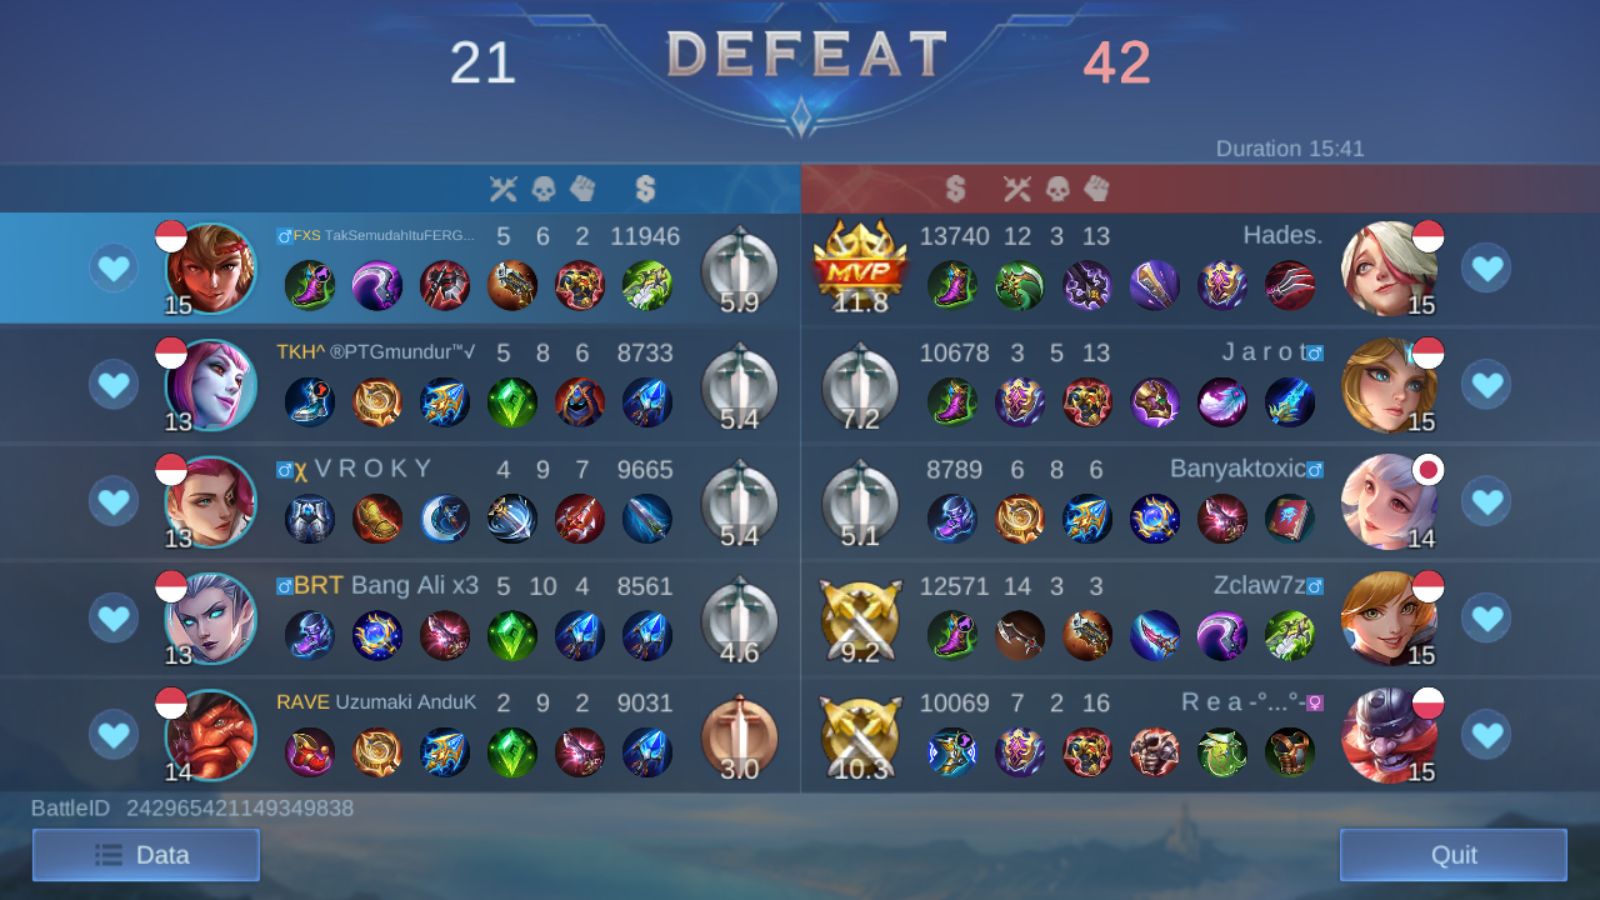 21 DEFEAT 42
Duration 15:41
FXS TakSemudahItuFERG... 5 6 2 11946
15 5.9
MVP 13740 12 3 13 Hades.
11.8 15
TKH^ ®PTGmundur™√ 5 8 6 8733
13 5.4
10678 3 5 13 J a r o t
7.2 15
χ V R O K Y 4 9 7 9665
13 5.4
8789 6 8 6 Banyaktoxic
5.1 14
BRT Bang Ali x3 5 10 4 8561
13 4.6
12571 14 3 3 Zclaw7z
9.2 15
RAVE Uzumaki AnduK 2 9 2 9031
14 3.0
10069 7 2 16 R e a -°...°-
10.3 15
BattleID 242965421149349838
Data
Quit